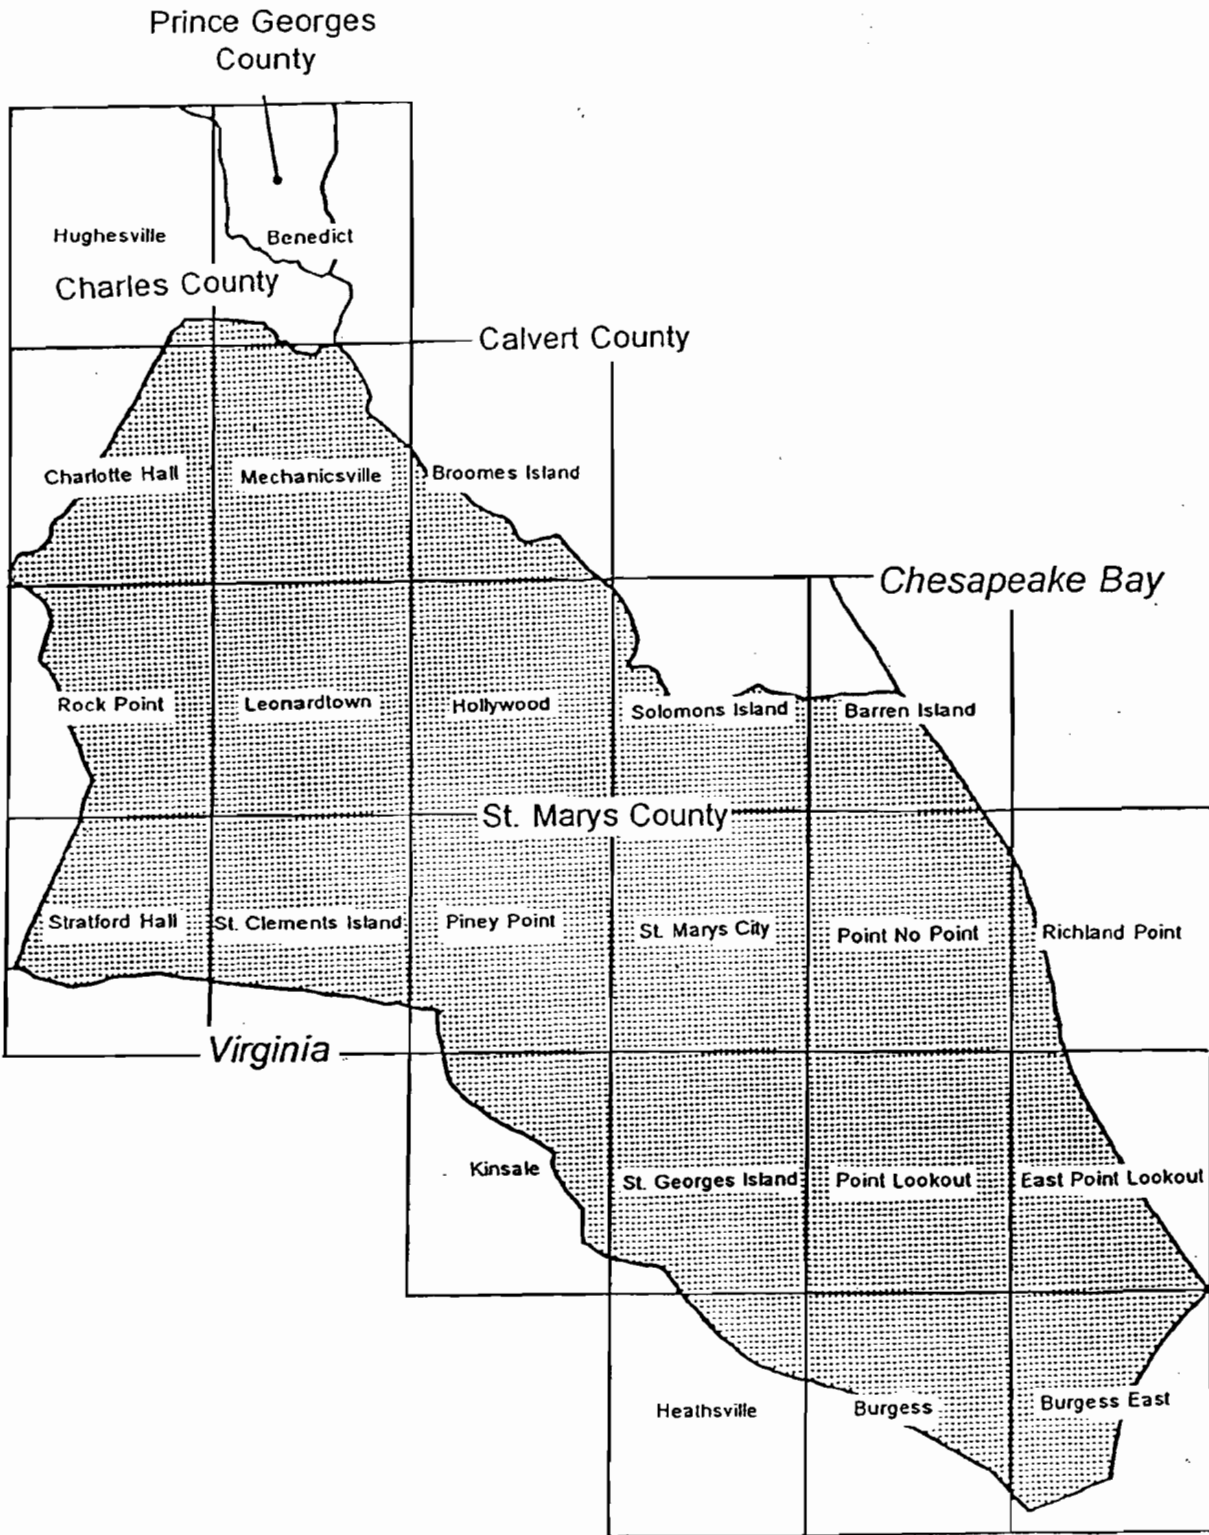 Prince Georges
County
Hughesville
Benedict
Charles County
Calvert County
Charlotte Hall
Mechanicsville
Broomes Island
Chesapeake Bay
Rock Point
Leonardtown
Hollywood
Solomons Island
Barren Island
St. Marys County
Stratford Hall
St. Clements Island
Piney Point
St. Marys City
Point No Point
Richland Point
Virginia
Kinsale
St. Georges Island
Point Lookout
East Point Lookout
Heathsville
Burgess
Burgess East